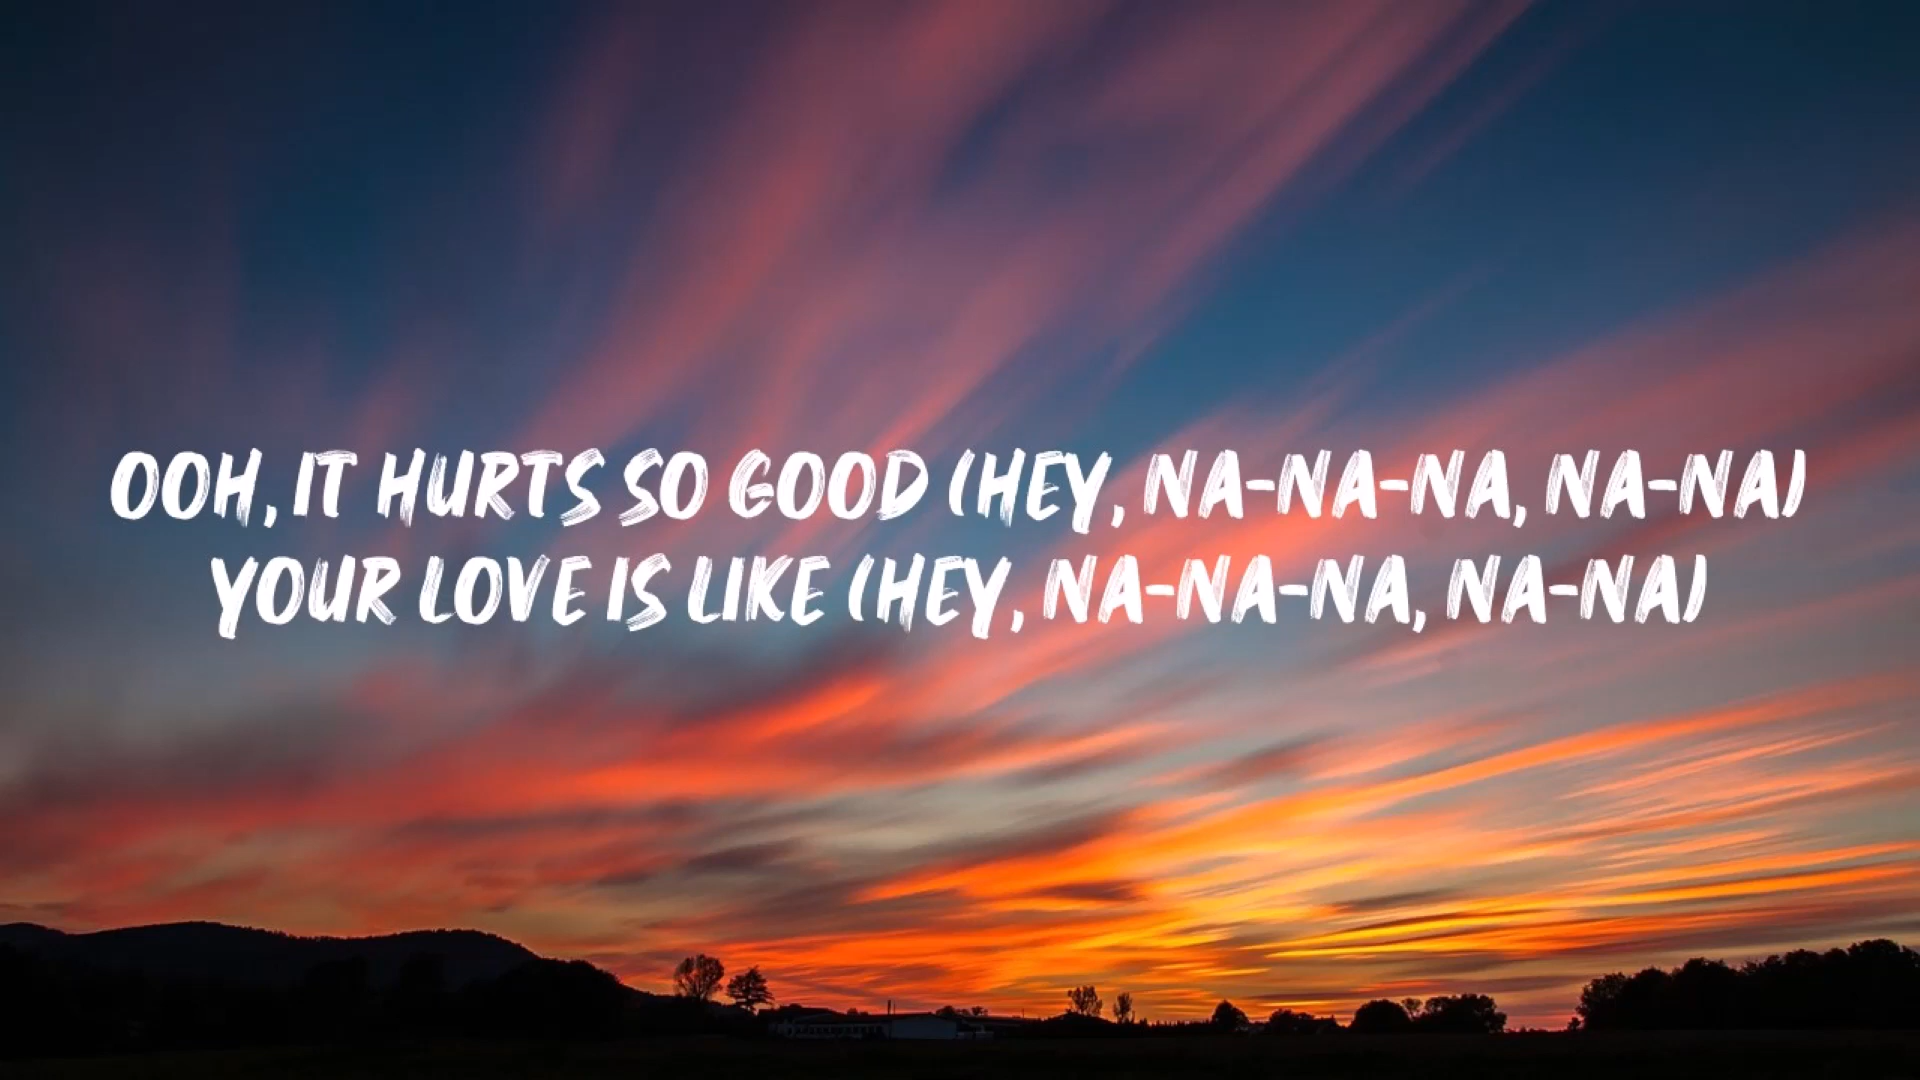 OOH, IT HURTS SO GOOD (HEY, NA-NA-NA, NA-NA)
YOUR LOVE IS LIKE (HEY, NA-NA-NA, NA-NA)